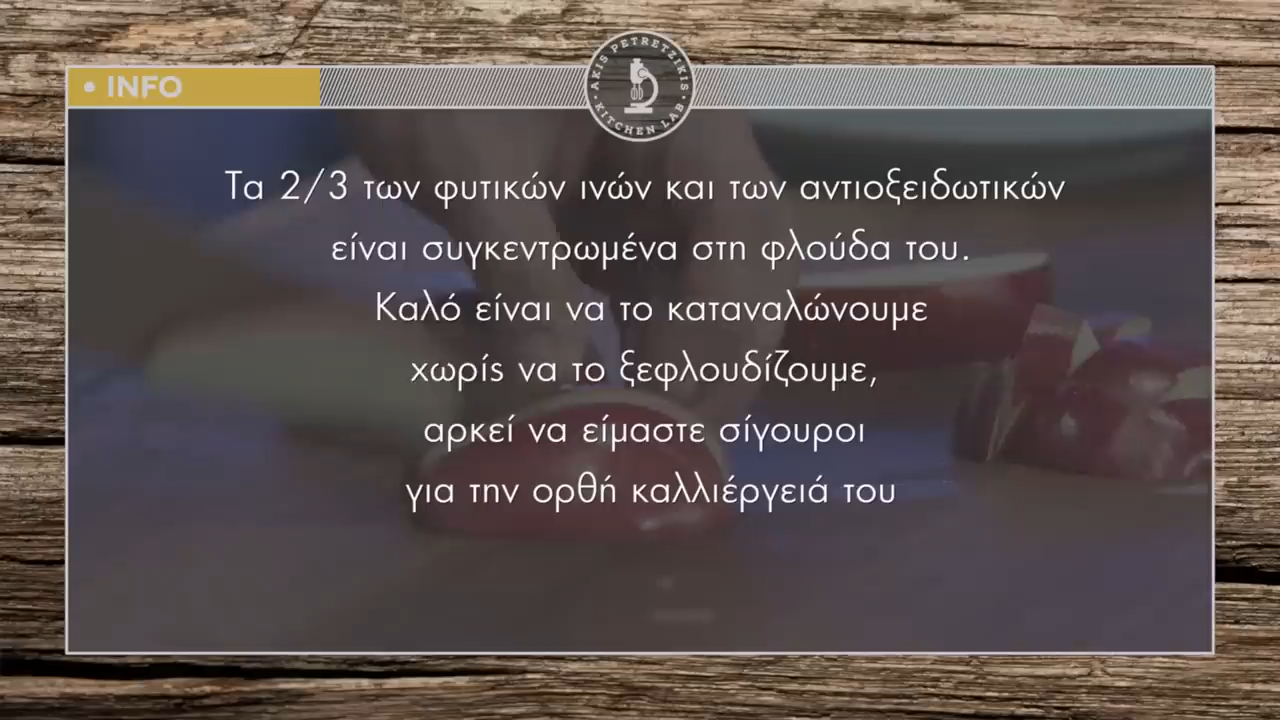 • INFO
AKIS PETRETZIKIS
• KITCHEN LAB •
Τα 2/3 των φυτικών ινών και των αντιοξειδωτικών
είναι συγκεντρωμένα στη φλούδα του.
Καλό είναι να το καταναλώνουμε
χωρίς να το ξεφλουδίζουμε,
αρκεί να είμαστε σίγουροι
για την ορθή καλλιέργειά του